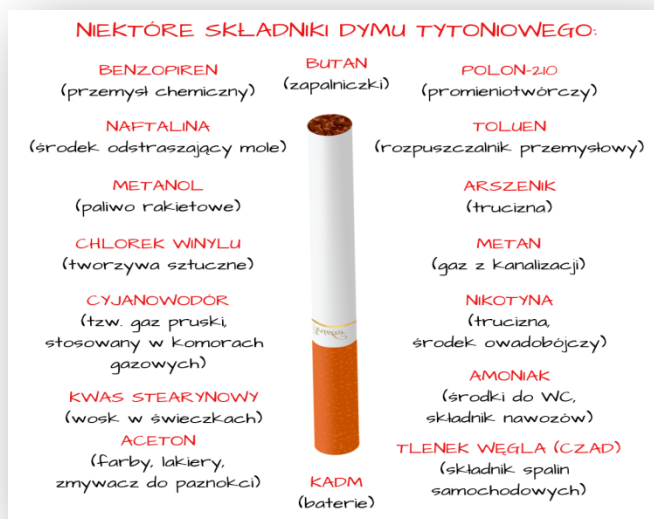 NIEKTÓRE SKŁADNIKI DYMU TYTONIOWEGO:
BENZOPIREN
(przemysł chemiczny)
NAFTALINA
(środek odstraszający mole)
METANOL
(paliwo rakietowe)
CHLOREK WINYLU
(tworzywa sztuczne)
CYJANOWODÓR
(tzw. gaz pruski,
stosowany w komorach
gazowych)
KWAS STEARYNOWY
(wosk w świeczkach)
ACETON
(farby, lakiery,
zmywacz do paznokci)
BUTAN
(zapalniczki)
KADM
(baterie)
POLON-210
(promieniotwórczy)
TOLUEN
(rozpuszczalnik przemysłowy)
ARSZENIK
(trucizna)
METAN
(gaz z kanalizacji)
NIKOTYNA
(trucizna,
środek owadobójczy)
AMONIAK
(środki do WC,
składnik nawozów)
TLENEK WĘGLA (CZAD)
(składnik spalin
samochodowych)